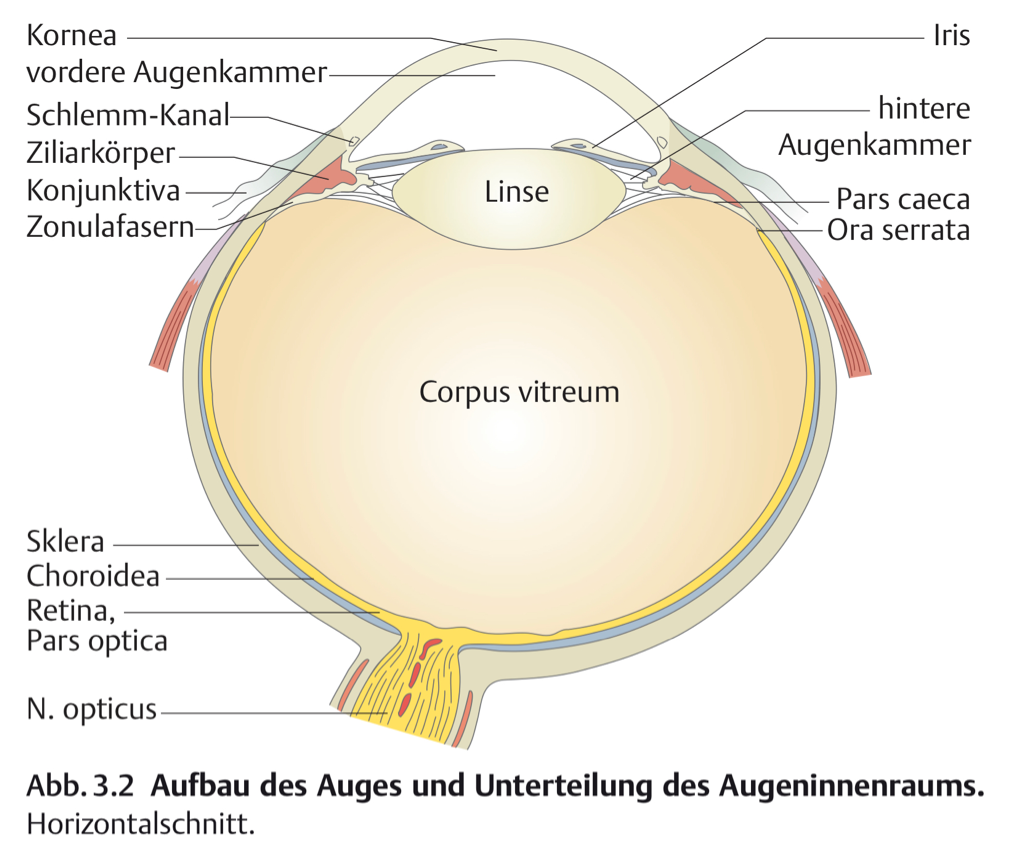 Kornea
vordere Augenkammer
Schlemm-Kanal
Ziliarkörper
Konjunktiva
Zonulafasern
Iris
hintere
Augenkammer
Pars caeca
Ora serrata
Linse
Corpus vitreum
Sklera
Choroidea
Retina,
Pars optica
N. opticus
Abb. 3.2 Aufbau des Auges und Unterteilung des Augeninnenraums.
Horizontalschnitt.